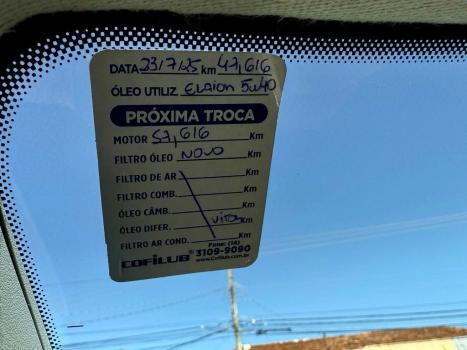 DATA 23/7/25 km 47,616
ÓLEO UTILIZ. Elaion 5w40
PRÓXIMA TROCA
MOTOR 57,616 Km
FILTRO ÓLEO NOVO Km
FILTRO DE AR Km
FILTRO COMB. Km
ÓLEO CÂMB. Km
ÓLEO DIFER. Km
FILTRO AR COND. Km
COFILUB® Fone: (14)
3109-9090
Cofilub.com.br